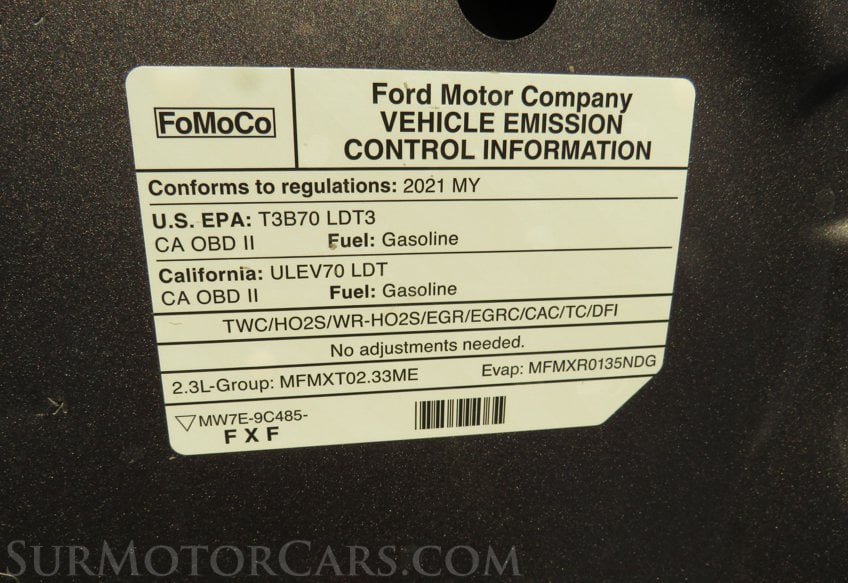 FoMoCo
Ford Motor Company
VEHICLE EMISSION
CONTROL INFORMATION
Conforms to regulations: 2021 MY
U.S. EPA: T3B70 LDT3
CA OBD II Fuel: Gasoline
California: ULEV70 LDT
CA OBD II Fuel: Gasoline
TWC/HO2S/WR-HO2S/EGR/EGRC/CAC/TC/DFI
No adjustments needed.
2.3L-Group: MFMXT02.33ME Evap: MFMXR0135NDG
MW7E-9C485-
F X F
SurMotorCars.com